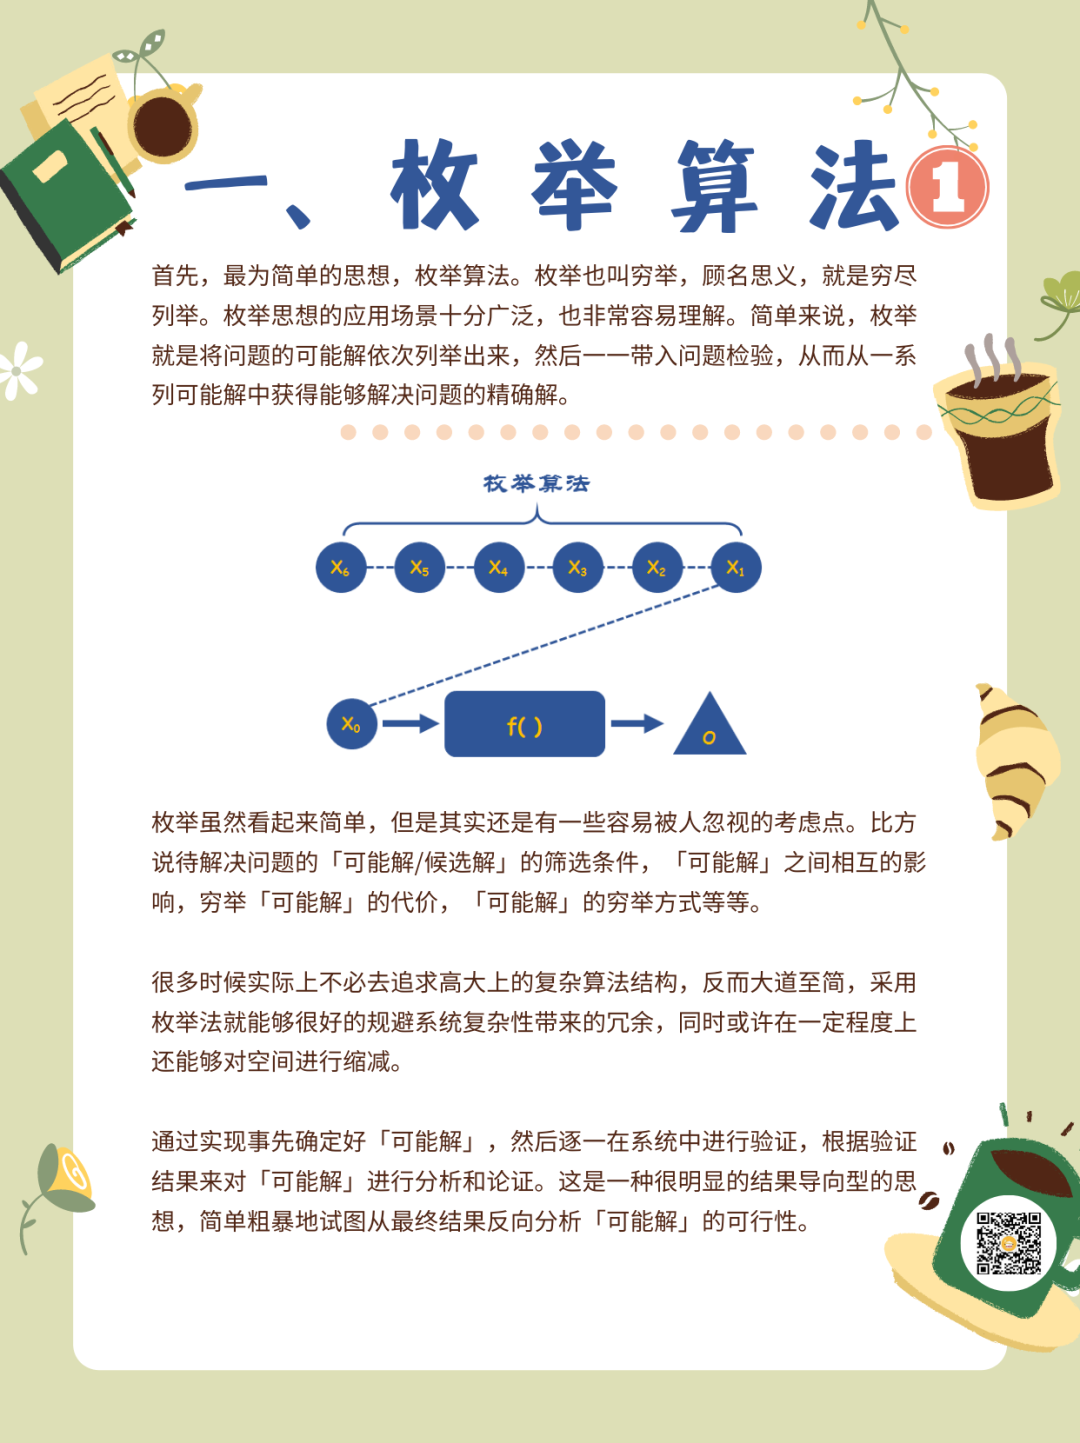 一、枚举算法 1
首先，最为简单的思想，枚举算法。枚举也叫穷举，顾名思义，就是穷尽
列举。枚举思想的应用场景十分广泛，也非常容易理解。简单来说，枚举
就是将问题的可能解依次列举出来，然后一一带入问题检验，从而从一系
列可能解中获得能够解决问题的精确解。
枚举算法
X₆ X₅ X₄ X₃ X₂ X₁
X₀ f( ) O
枚举虽然看起来简单，但是其实还是有一些容易被人忽视的考虑点。比方
说待解决问题的「可能解/候选解」的筛选条件，「可能解」之间相互的影
响，穷举「可能解」的代价，「可能解」的穷举方式等等。
很多时候实际上不必去追求高大上的复杂算法结构，反而大道至简，采用
枚举法就能够很好的规避系统复杂性带来的冗余，同时或许在一定程度上
还能够对空间进行缩减。
通过实现事先确定好「可能解」，然后逐一在系统中进行验证，根据验证
结果来对「可能解」进行分析和论证。这是一种很明显的结果导向型的思
想，简单粗暴地试图从最终结果反向分析「可能解」的可行性。